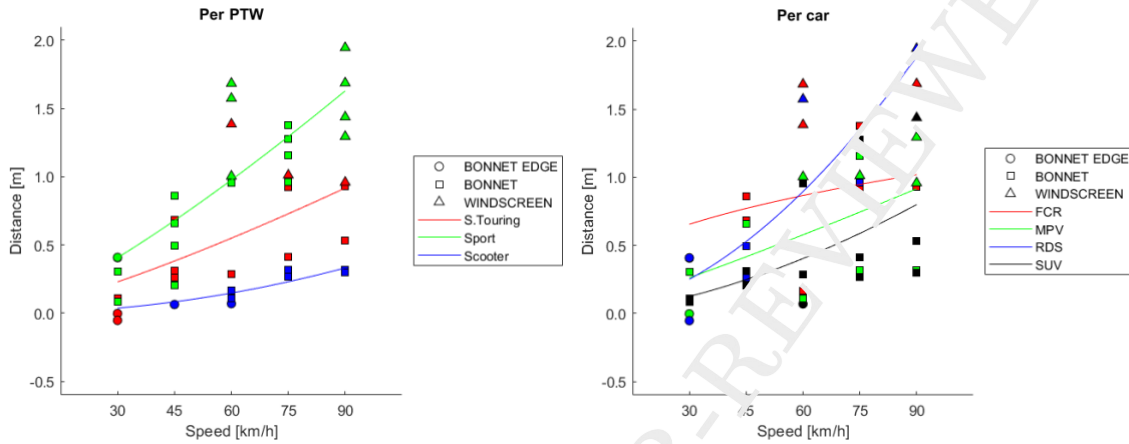 Per PTW
2.0
1.5
1.0
0.5
0.0
-0.5
Distance [m]
30 45 60 75 90
Speed [km/h]
BONNET EDGE
BONNET
WINDSCREEN
S.Touring
Sport
Scooter
Per car
2.0
1.5
1.0
0.5
0.0
-0.5
Distance [m]
30 45 60 75 90
Speed [km/h]
BONNET EDGE
BONNET
WINDSCREEN
FCR
MPV
RDS
SUV
R-REVIEWE